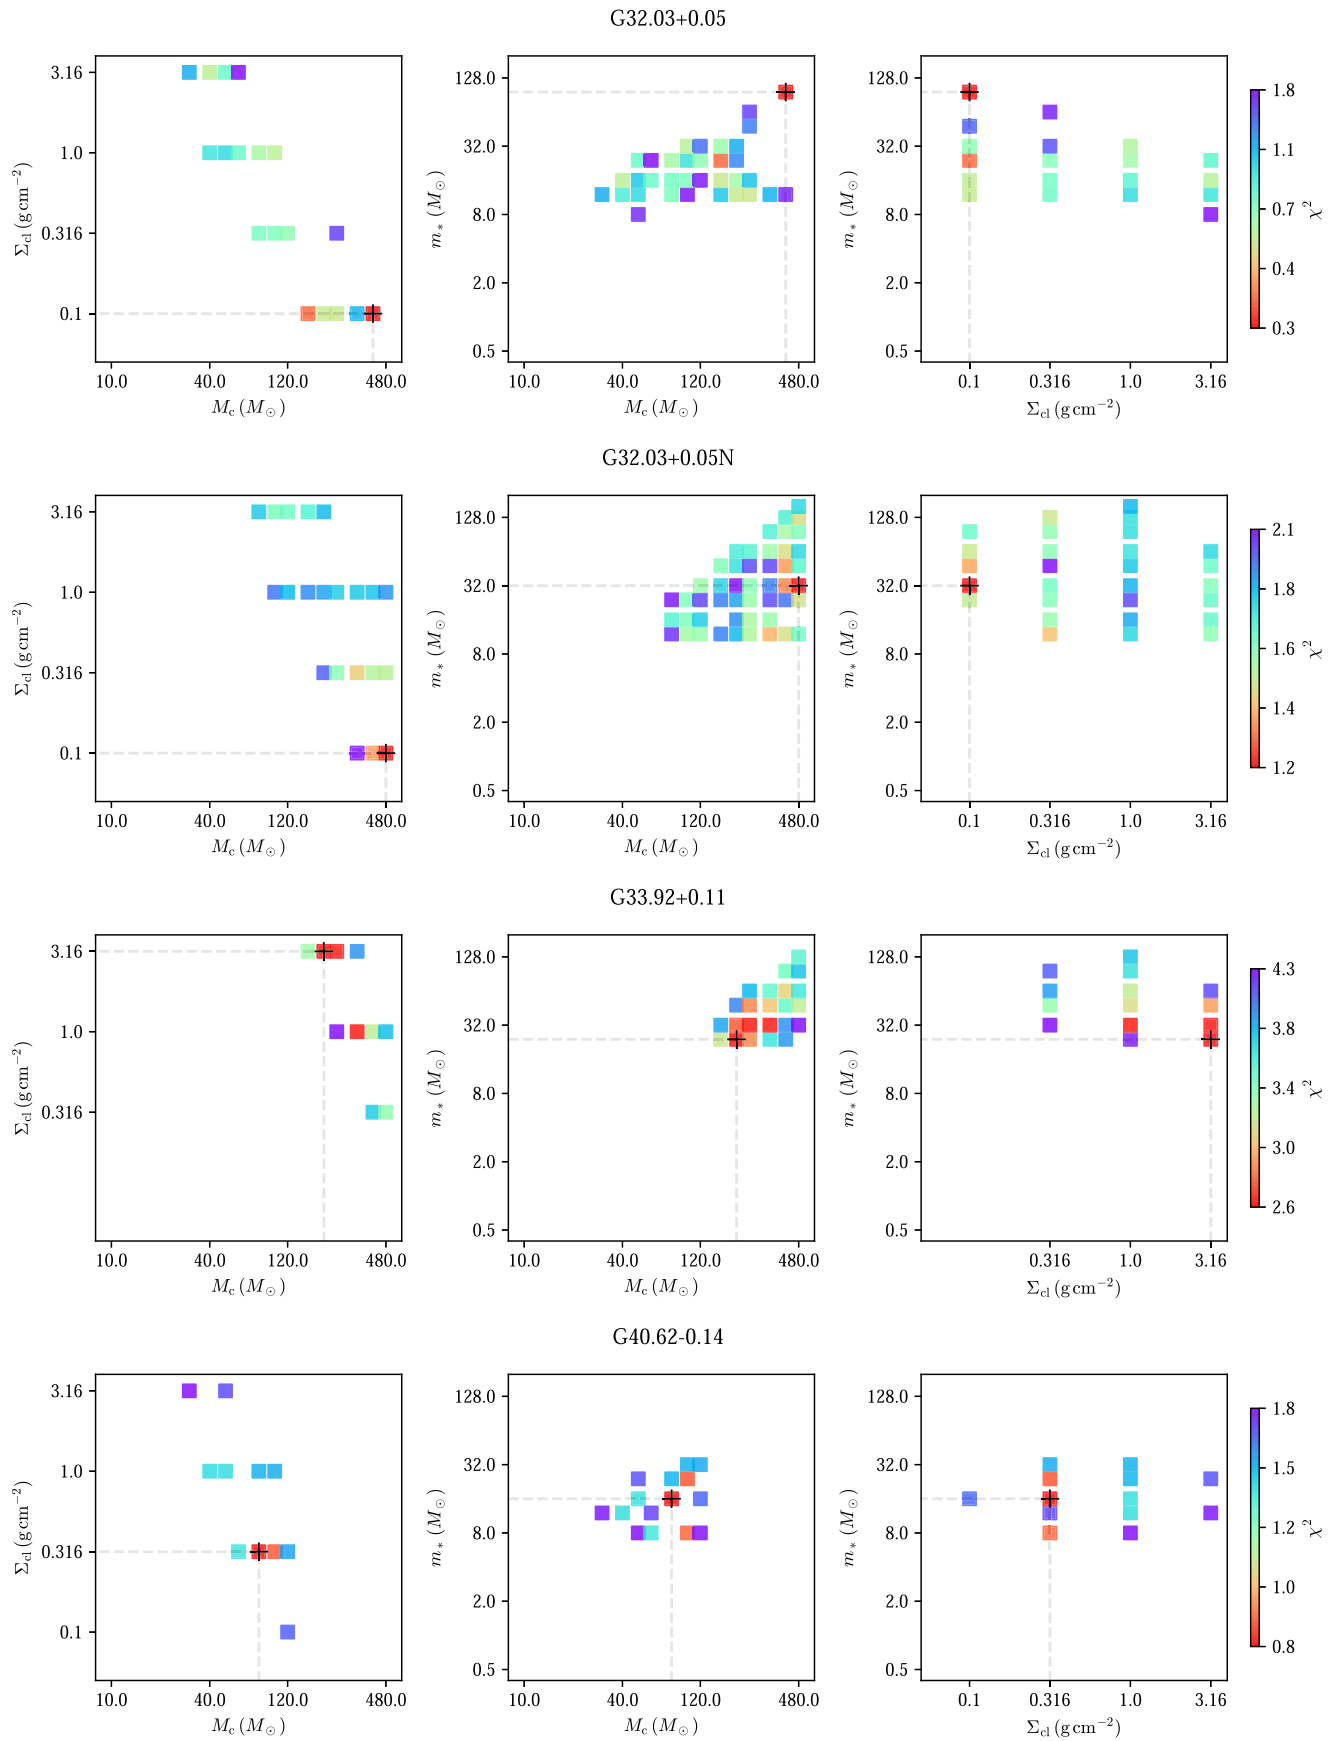 G32.03+0.05
3.16
1.0
0.316
0.1
Σcl (g cm−2)
10.0 40.0 120.0 480.0
Mc (M⊙)
128.0
32.0
8.0
2.0
0.5
m* (M⊙)
10.0 40.0 120.0 480.0
Mc (M⊙)
128.0
32.0
8.0
2.0
0.5
m* (M⊙)
0.1 0.316 1.0 3.16
Σcl (g cm−2)
1.8
1.1
0.7
0.4
0.3
χ2
G32.03+0.05N
3.16
1.0
0.316
0.1
Σcl (g cm−2)
10.0 40.0 120.0 480.0
Mc (M⊙)
128.0
32.0
8.0
2.0
0.5
m* (M⊙)
10.0 40.0 120.0 480.0
Mc (M⊙)
128.0
32.0
8.0
2.0
0.5
m* (M⊙)
0.1 0.316 1.0 3.16
Σcl (g cm−2)
2.1
1.8
1.6
1.4
1.2
χ2
G33.92+0.11
3.16
1.0
0.316
Σcl (g cm−2)
10.0 40.0 120.0 480.0
Mc (M⊙)
128.0
32.0
8.0
2.0
0.5
m* (M⊙)
10.0 40.0 120.0 480.0
Mc (M⊙)
128.0
32.0
8.0
2.0
0.5
m* (M⊙)
0.316 1.0 3.16
Σcl (g cm−2)
4.3
3.8
3.4
3.0
2.6
χ2
G40.62-0.14
3.16
1.0
0.316
0.1
Σcl (g cm−2)
10.0 40.0 120.0 480.0
Mc (M⊙)
128.0
32.0
8.0
2.0
0.5
m* (M⊙)
10.0 40.0 120.0 480.0
Mc (M⊙)
128.0
32.0
8.0
2.0
0.5
m* (M⊙)
0.1 0.316 1.0 3.16
Σcl (g cm−2)
1.8
1.5
1.2
1.0
0.8
χ2